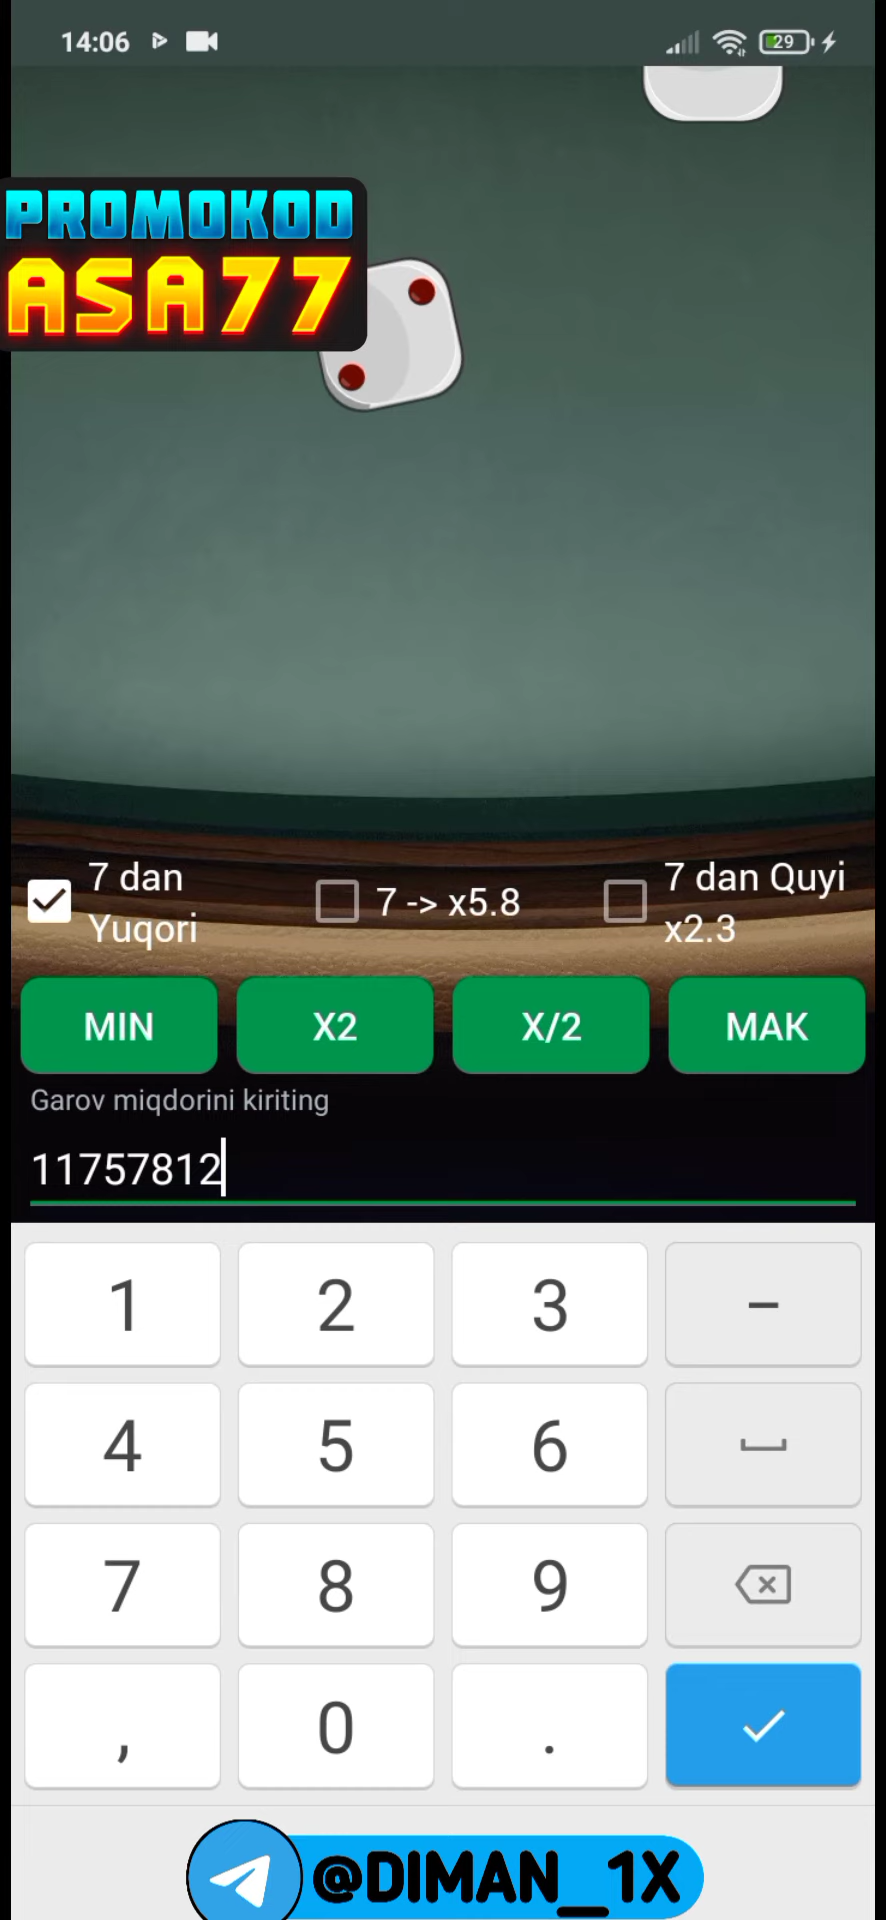 14:06
29
PROMOKOD
ASA77
7 dan
Yuqori
7 -> x5.8
7 dan Quyi
x2.3
MIN
X2
X/2
MAK
Garov miqdorini kiriting
11757812
1
2
3
-
4
5
6
7
8
9
,
0
.
@DIMAN_1X